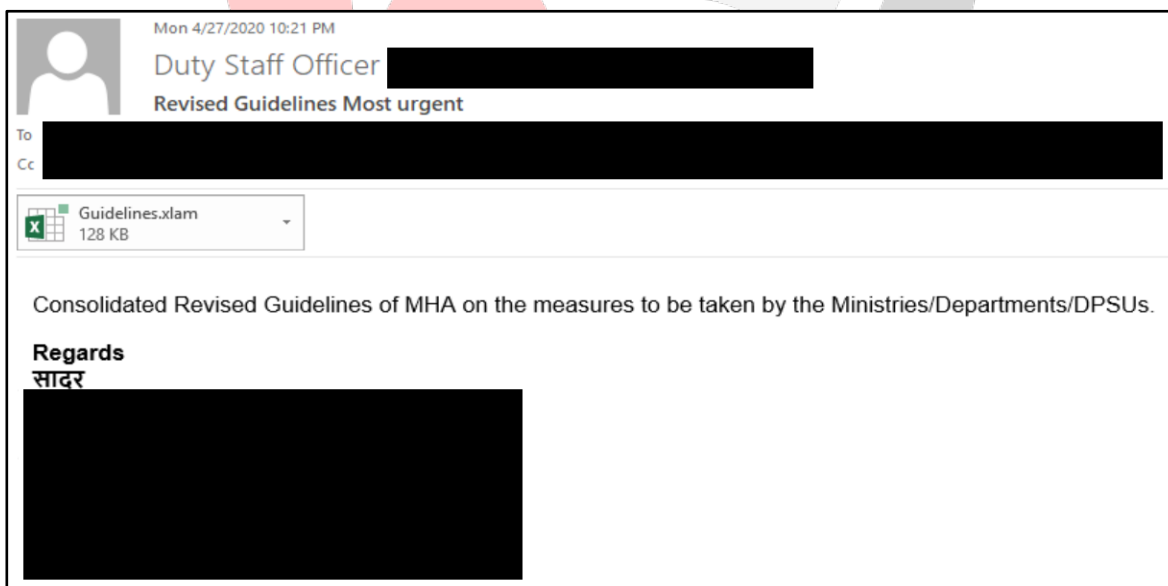 Mon 4/27/2020 10:21 PM
Duty Staff Officer
Revised Guidelines Most urgent
To
Cc
Guidelines.xlam
128 KB
Consolidated Revised Guidelines of MHA on the measures to be taken by the Ministries/Departments/DPSUs.
Regards
सादर